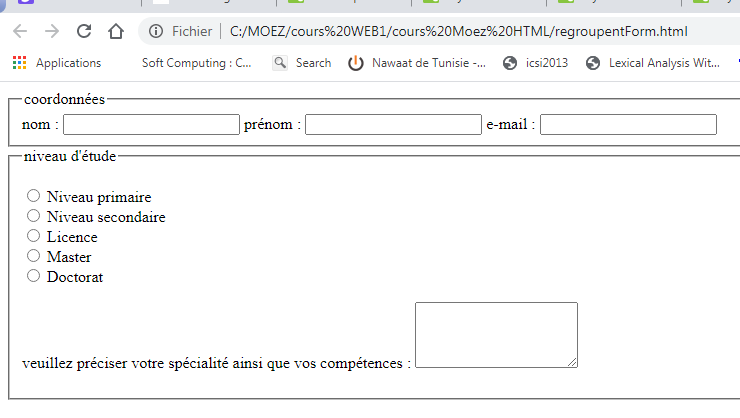 Fichier C:/MOEZ/cours%20WEB1/cours%20Moez%20HTML/regroupentForm.html
Applications Soft Computing : C... Search Nawaat de Tunisie -... icsi2013 Lexical Analysis Wit...
coordonnées
nom : prénom : e-mail :
niveau d'étude
Niveau primaire
Niveau secondaire
Licence
Master
Doctorat
veuillez préciser votre spécialité ainsi que vos compétences :